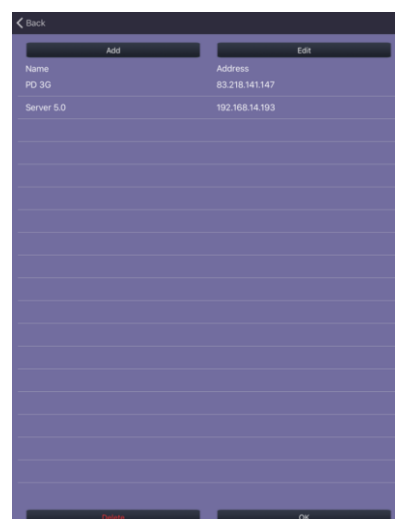 Back
Add Edit
Name Address
PD 3G 83.218.141.147
Server 5.0 192.168.14.193
Delete OK